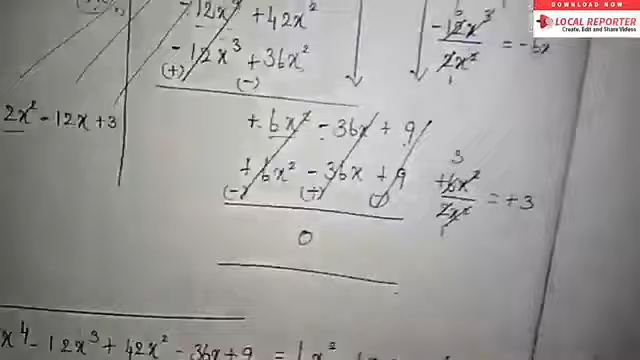 DOWNLOAD NOW
LOCAL REPORTER
Create, Edit and Share Videos
- 12x³ + 42x²
- 12x³ + 36x²
(+) (-)
-12x³ / 2x² = -6x
2x² - 12x + 3
+ 6x² - 36x + 9
+ 6x² - 36x + 9
(-) (+) (-)
3
+6x² / 2x² = +3
0
x⁴ - 12x³ + 42x² - 36x + 9 =